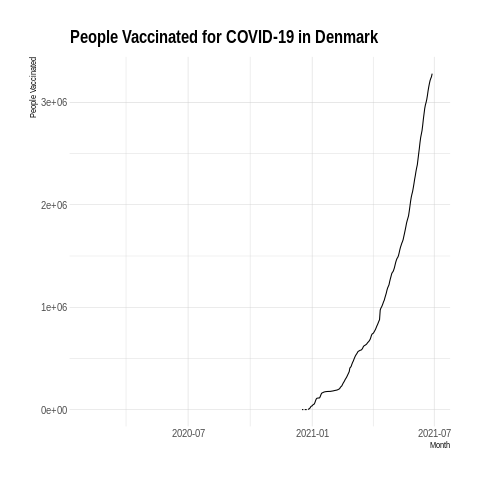 People Vaccinated for COVID-19 in Denmark
People Vaccinated
3e+06
2e+06
1e+06
0e+00
2020-07
2021-01
2021-07
Month